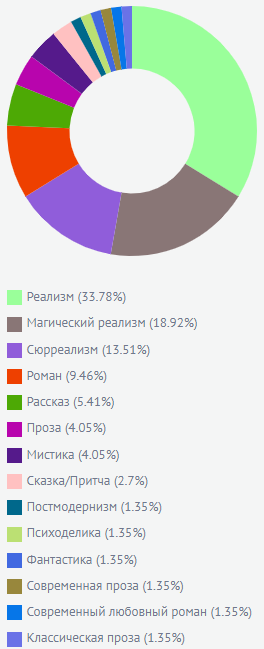 Реализм (33.78%)
Магический реализм (18.92%)
Сюрреализм (13.51%)
Роман (9.46%)
Рассказ (5.41%)
Проза (4.05%)
Мистика (4.05%)
Сказка/Притча (2.7%)
Постмодернизм (1.35%)
Психоделика (1.35%)
Фантастика (1.35%)
Современная проза (1.35%)
Современный любовный роман (1.35%)
Классическая проза (1.35%)